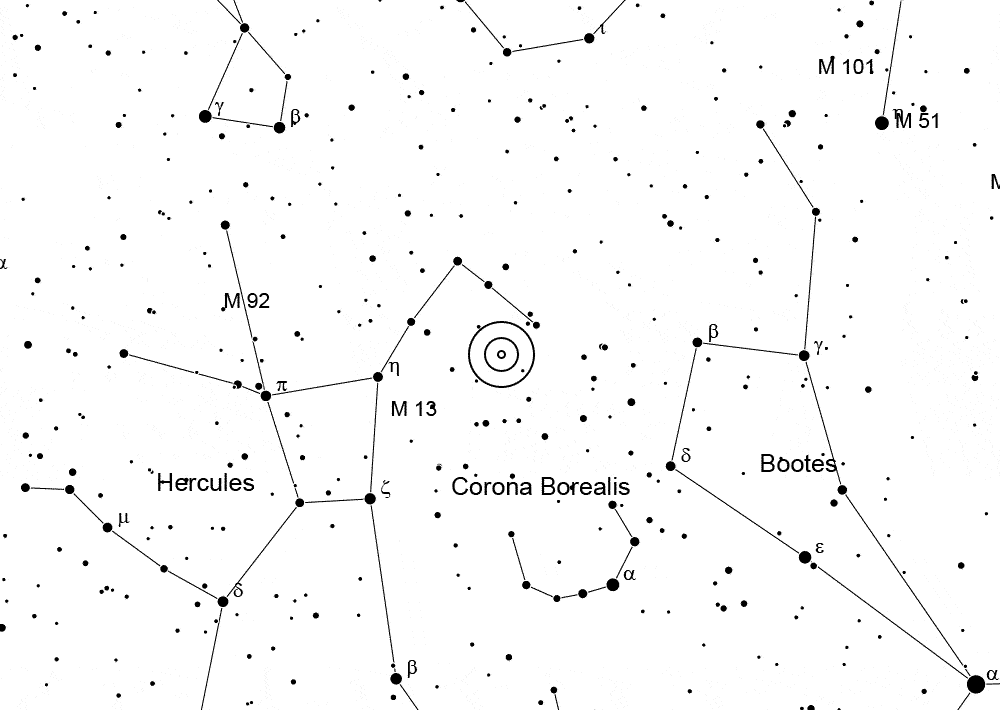 ι
M 101
γ
β
η
M 51
M
α
M 92
β
γ
π
η
M 13
δ
Bootes
Hercules
ζ
Corona Borealis
μ
ε
α
δ
β
α